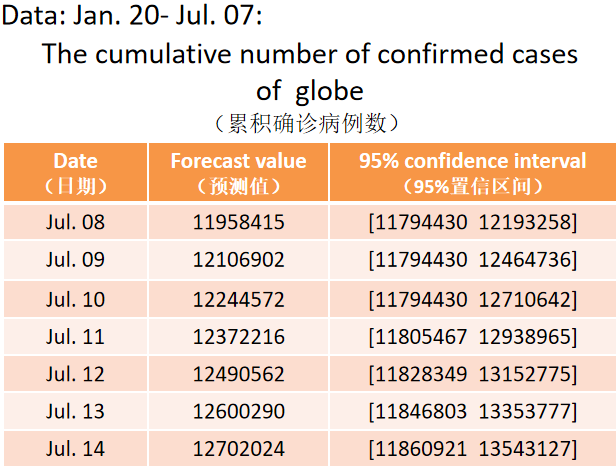 Data: Jan. 20- Jul. 07:
The cumulative number of confirmed cases
of globe
（累积确诊病例数）
Date Forecast value 95% confidence interval
（日期） （预测值） （95%置信区间）
Jul. 08 11958415 [11794430 12193258]
Jul. 09 12106902 [11794430 12464736]
Jul. 10 12244572 [11794430 12710642]
Jul. 11 12372216 [11805467 12938965]
Jul. 12 12490562 [11828349 13152775]
Jul. 13 12600290 [11846803 13353777]
Jul. 14 12702024 [11860921 13543127]